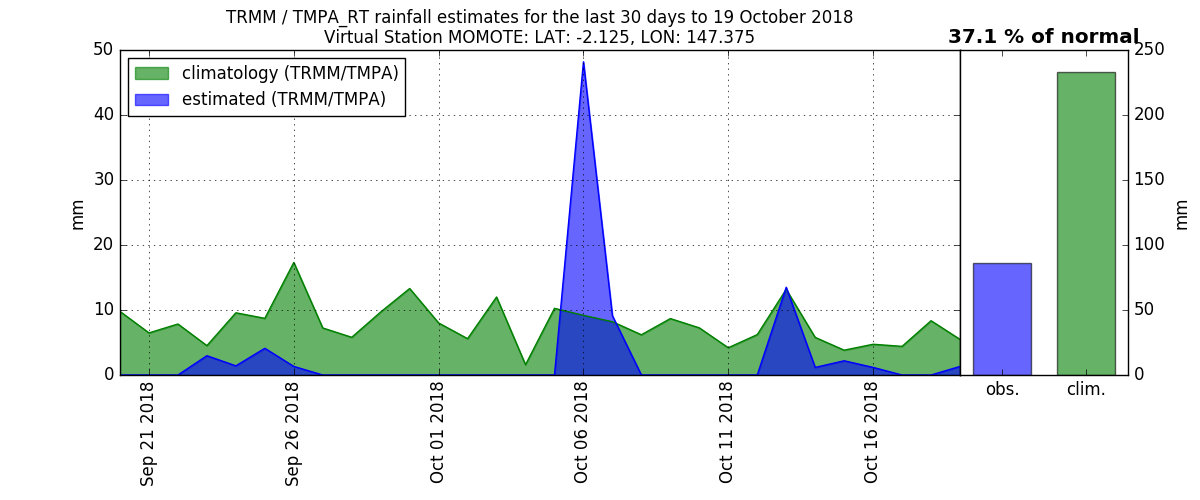 TRMM / TMPA_RT rainfall estimates for the last 30 days to 19 October 2018
Virtual Station MOMOTE: LAT: -2.125, LON: 147.375
37.1 % of normal
climatology (TRMM/TMPA)
estimated (TRMM/TMPA)
50
40
30
20
10
0
mm
250
200
150
100
50
0
mm
Sep 21 2018
Sep 26 2018
Oct 01 2018
Oct 06 2018
Oct 11 2018
Oct 16 2018
obs.
clim.